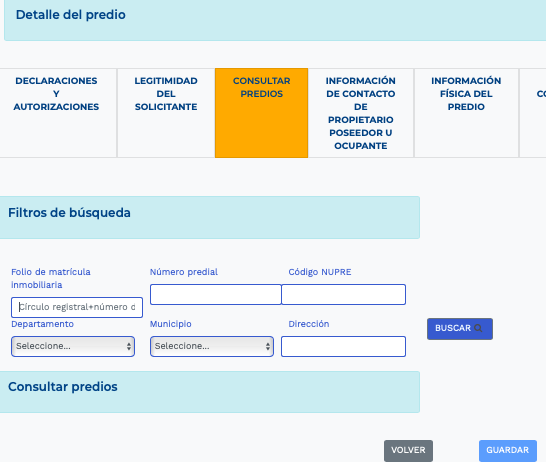 Detalle del predio
DECLARACIONES
Y
AUTORIZACIONES
LEGITIMIDAD
DEL
SOLICITANTE
CONSULTAR
PREDIOS
INFORMACIÓN
DE CONTACTO
DE
PROPIETARIO
POSEEDOR U
OCUPANTE
INFORMACIÓN
FÍSICA DEL
PREDIO
Filtros de búsqueda
Folio de matrícula
inmobiliaria
Número predial
Código NUPRE
Círculo registral+número
Departamento
Municipio
Dirección
Seleccione...
Seleccione...
BUSCAR
Consultar predios
VOLVER
GUARDAR